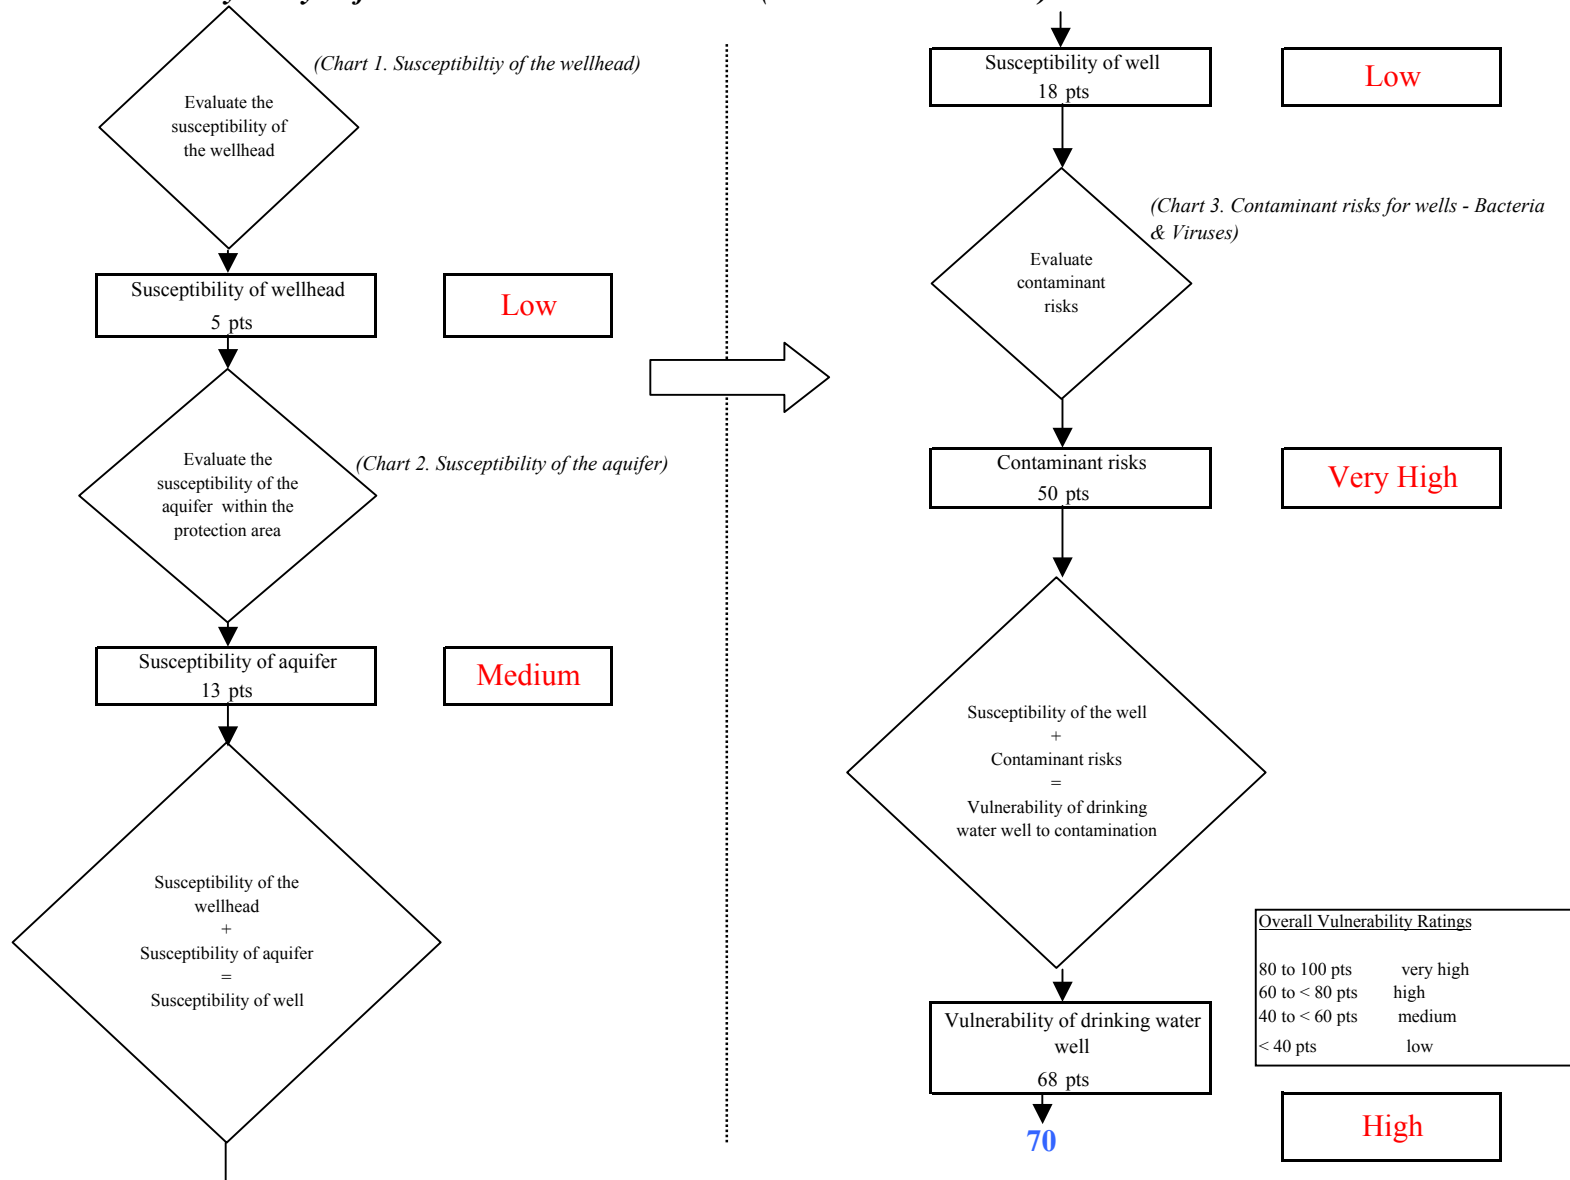 (Chart 1. Susceptibiltiy of the wellhead)
Evaluate the
susceptibility of
the wellhead
Susceptibility of wellhead
5 pts
Low
Evaluate the
susceptibility of the
aquifer within the
protection area
(Chart 2. Susceptibility of the aquifer)
Susceptibility of aquifer
13 pts
Medium
Susceptibility of the
wellhead
+
Susceptibility of aquifer
=
Susceptibility of well
Susceptibility of well
18 pts
Low
(Chart 3. Contaminant risks for wells - Bacteria
& Viruses)
Evaluate
contaminant
risks
Contaminant risks
50 pts
Very High
Susceptibility of the well
+
Contaminant risks
=
Vulnerability of drinking
water well to contamination
Overall Vulnerability Ratings
80 to 100 pts very high
60 to < 80 pts high
40 to < 60 pts medium
< 40 pts low
Vulnerability of drinking water
well
68 pts
70
High